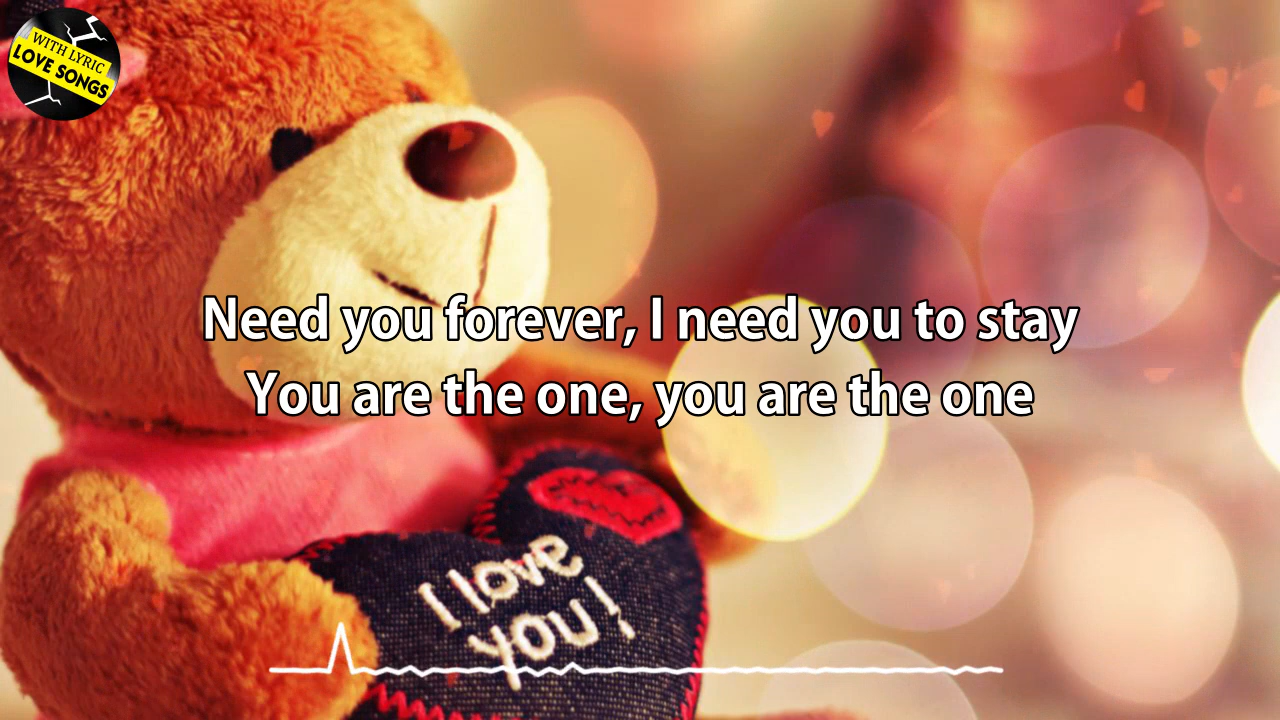 WITH LYRIC
LOVE SONGS
Need you forever, I need you to stay
You are the one, you are the one
I love
you!